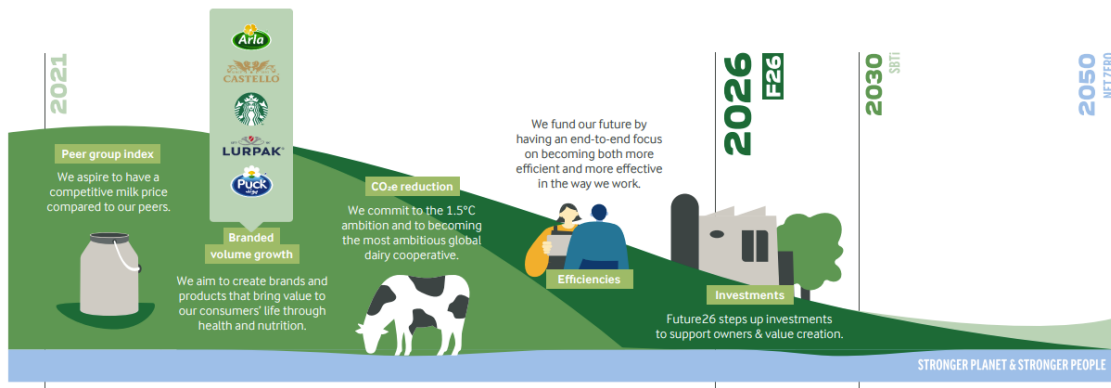 2021
Arla
CASTELLO
LURPAK
Puck
2026
F26
2030
SBTi
2050
NET ZERO
Peer group index
We aspire to have a
competitive milk price
compared to our peers.
Branded
volume growth
We aim to create brands and
products that bring value to
our consumers' life through
health and nutrition.
CO₂e reduction
We commit to the 1.5°C
ambition and to becoming
the most ambitious global
dairy cooperative.
We fund our future by
having an end-to-end focus
on becoming both more
efficient and more effective
in the way we work.
Efficiencies
Investments
Future26 steps up investments
to support owners & value creation.
STRONGER PLANET & STRONGER PEOPLE